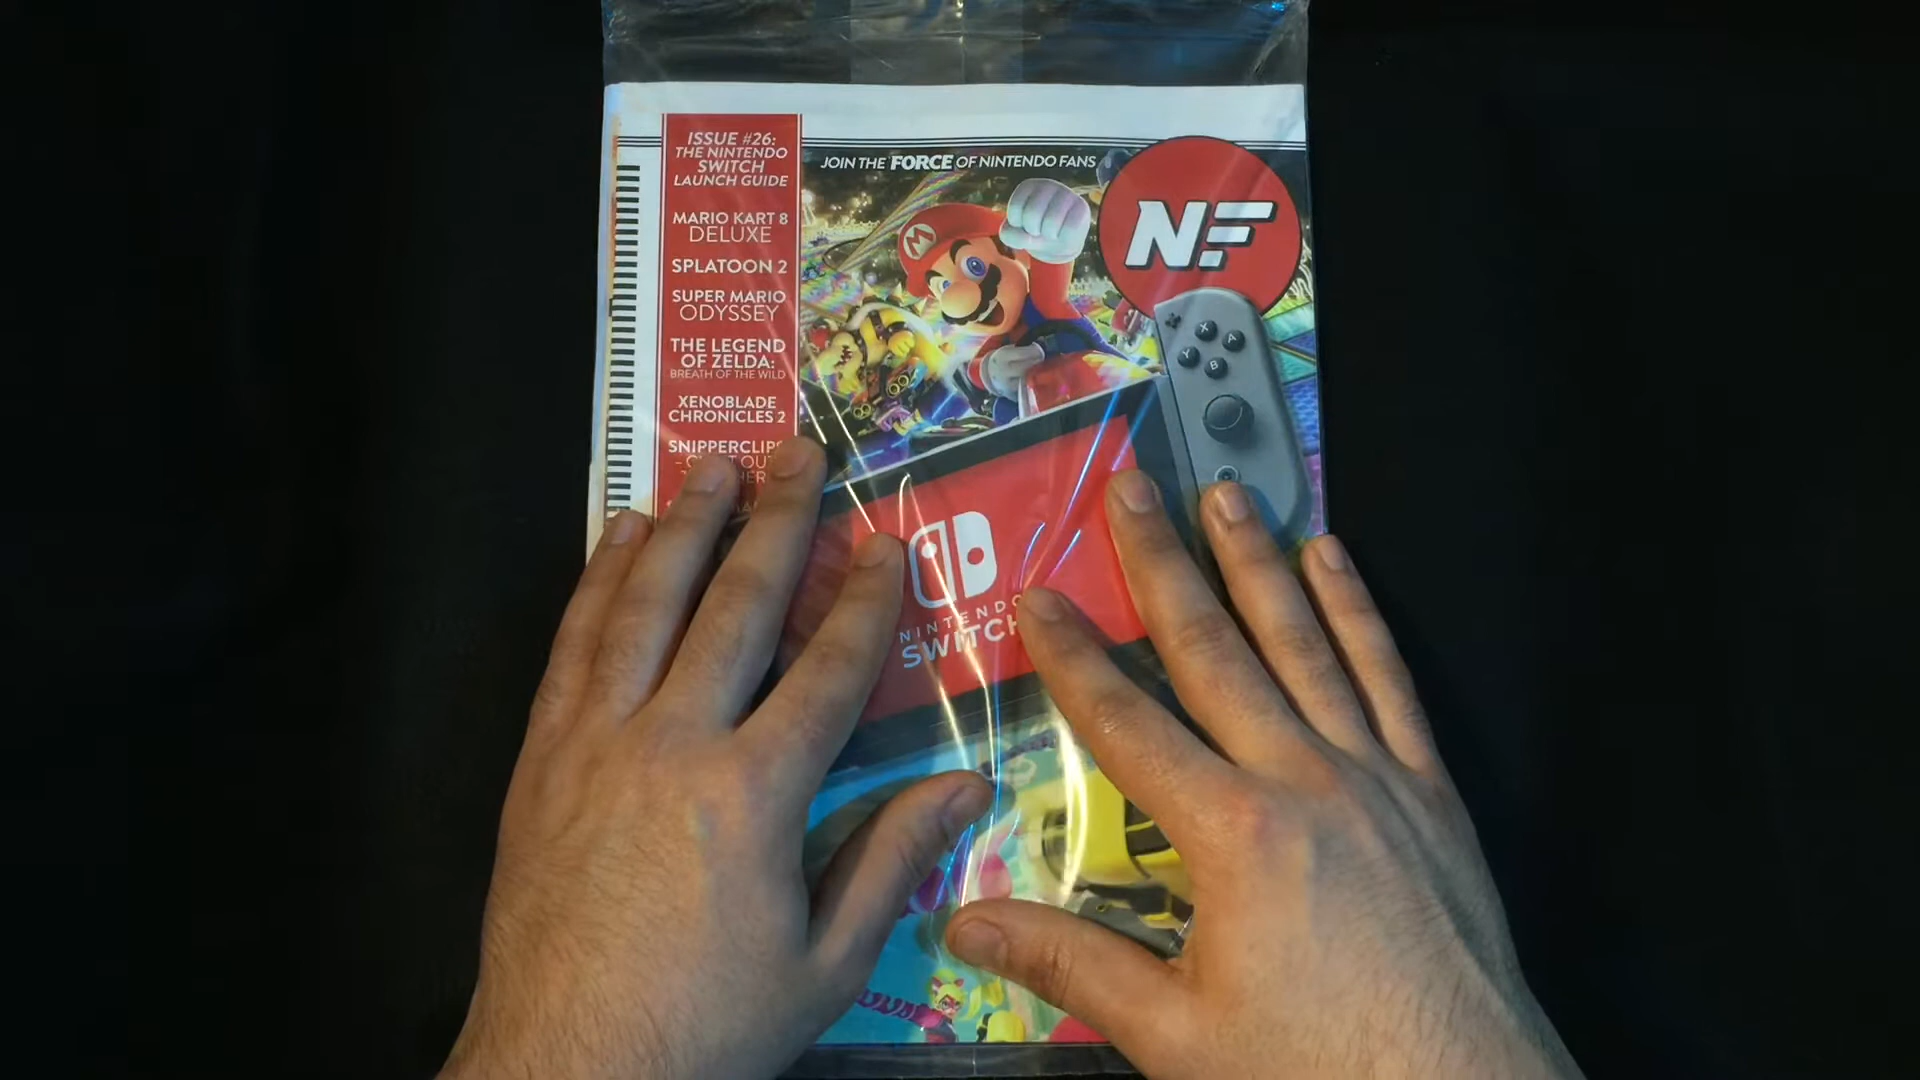 ISSUE #26:
THE NINTENDO
SWITCH
LAUNCH GUIDE
MARIO KART 8
DELUXE
SPLATOON 2
SUPER MARIO
ODYSSEY
THE LEGEND
OF ZELDA:
BREATH OF THE WILD
XENOBLADE
CHRONICLES 2
SNIPPERCLIPS
JOIN THE FORCE OF NINTENDO FANS
NF
M
X
A
Y
B
NINTENDO
SWITCH